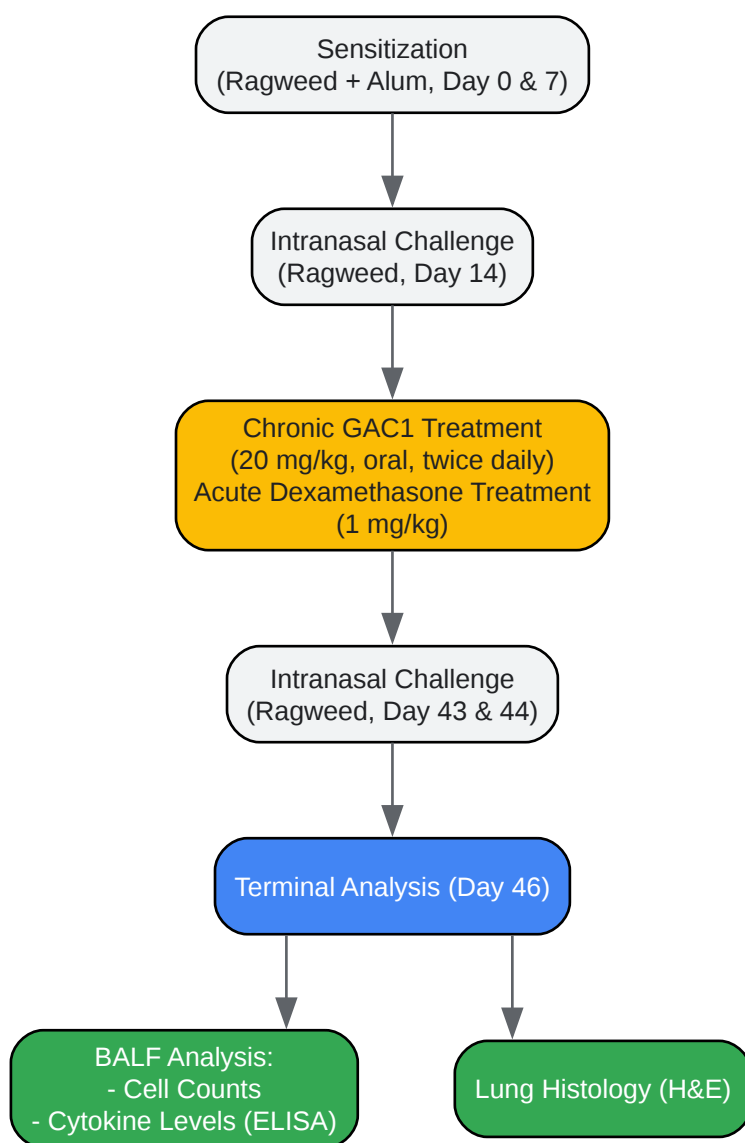 Sensitization
(Ragweed + Alum, Day 0 & 7)
Intranasal Challenge
(Ragweed, Day 14)
Chronic GAC1 Treatment
(20 mg/kg, oral, twice daily)
Acute Dexamethasone Treatment
(1 mg/kg)
Intranasal Challenge
(Ragweed, Day 43 & 44)
Terminal Analysis (Day 46)
BALF Analysis:
- Cell Counts
- Cytokine Levels (ELISA)
Lung Histology (H&E)